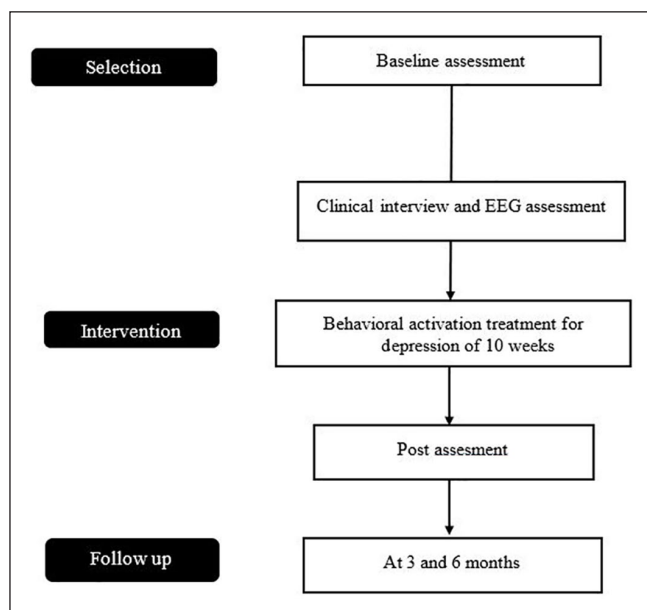 Selection
Baseline assessment
Clinical interview and EEG assessment
Intervention
Behavioral activation treatment for
depression of 10 weeks
Post assesment
Follow up
At 3 and 6 months